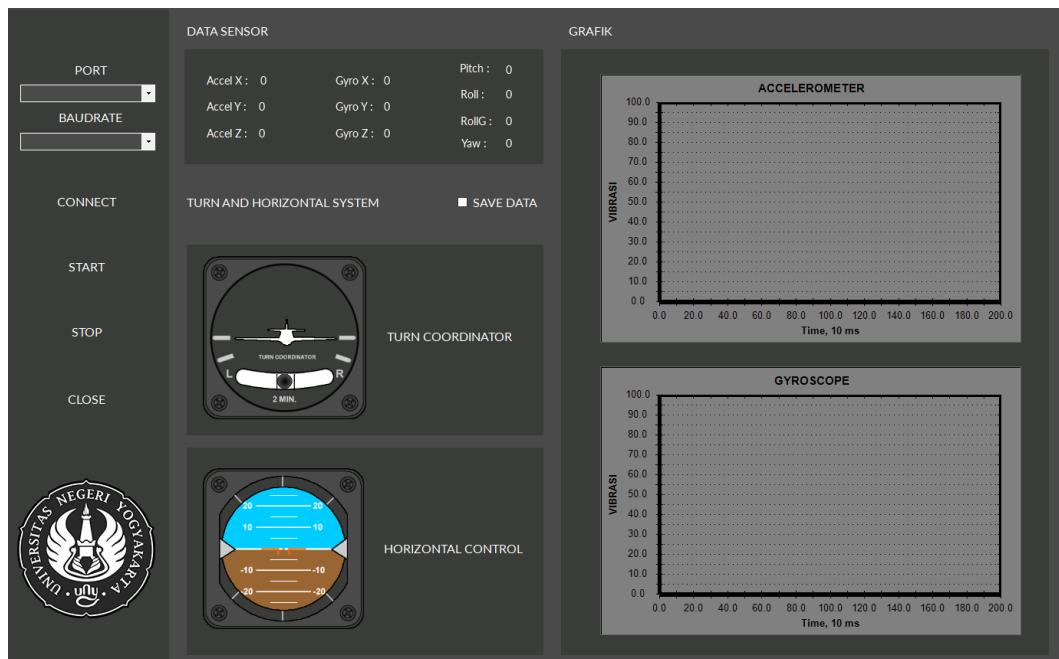 PORT
BAUDRATE
CONNECT
START
STOP
CLOSE
UNIVERSITAS NEGERI YOGYAKARTA
uny
DATA SENSOR
Accel X : 0 Gyro X : 0 Pitch : 0
Accel Y : 0 Gyro Y : 0 Roll : 0
Accel Z : 0 Gyro Z : 0 RollG : 0
Yaw : 0
TURN AND HORIZONTAL SYSTEM SAVE DATA
TURN COORDINATOR
L R
2 MIN.
TURN COORDINATOR
20 20
10 10
-10 -10
-20 -20
HORIZONTAL CONTROL
GRAFIK
ACCELEROMETER
100.0
90.0
80.0
70.0
60.0
50.0
40.0
30.0
20.0
10.0
0.0
VIBRASI
0.0 20.0 40.0 60.0 80.0 100.0 120.0 140.0 160.0 180.0 200.0
Time, 10 ms
GYROSCOPE
100.0
90.0
80.0
70.0
60.0
50.0
40.0
30.0
20.0
10.0
0.0
VIBRASI
0.0 20.0 40.0 60.0 80.0 100.0 120.0 140.0 160.0 180.0 200.0
Time, 10 ms